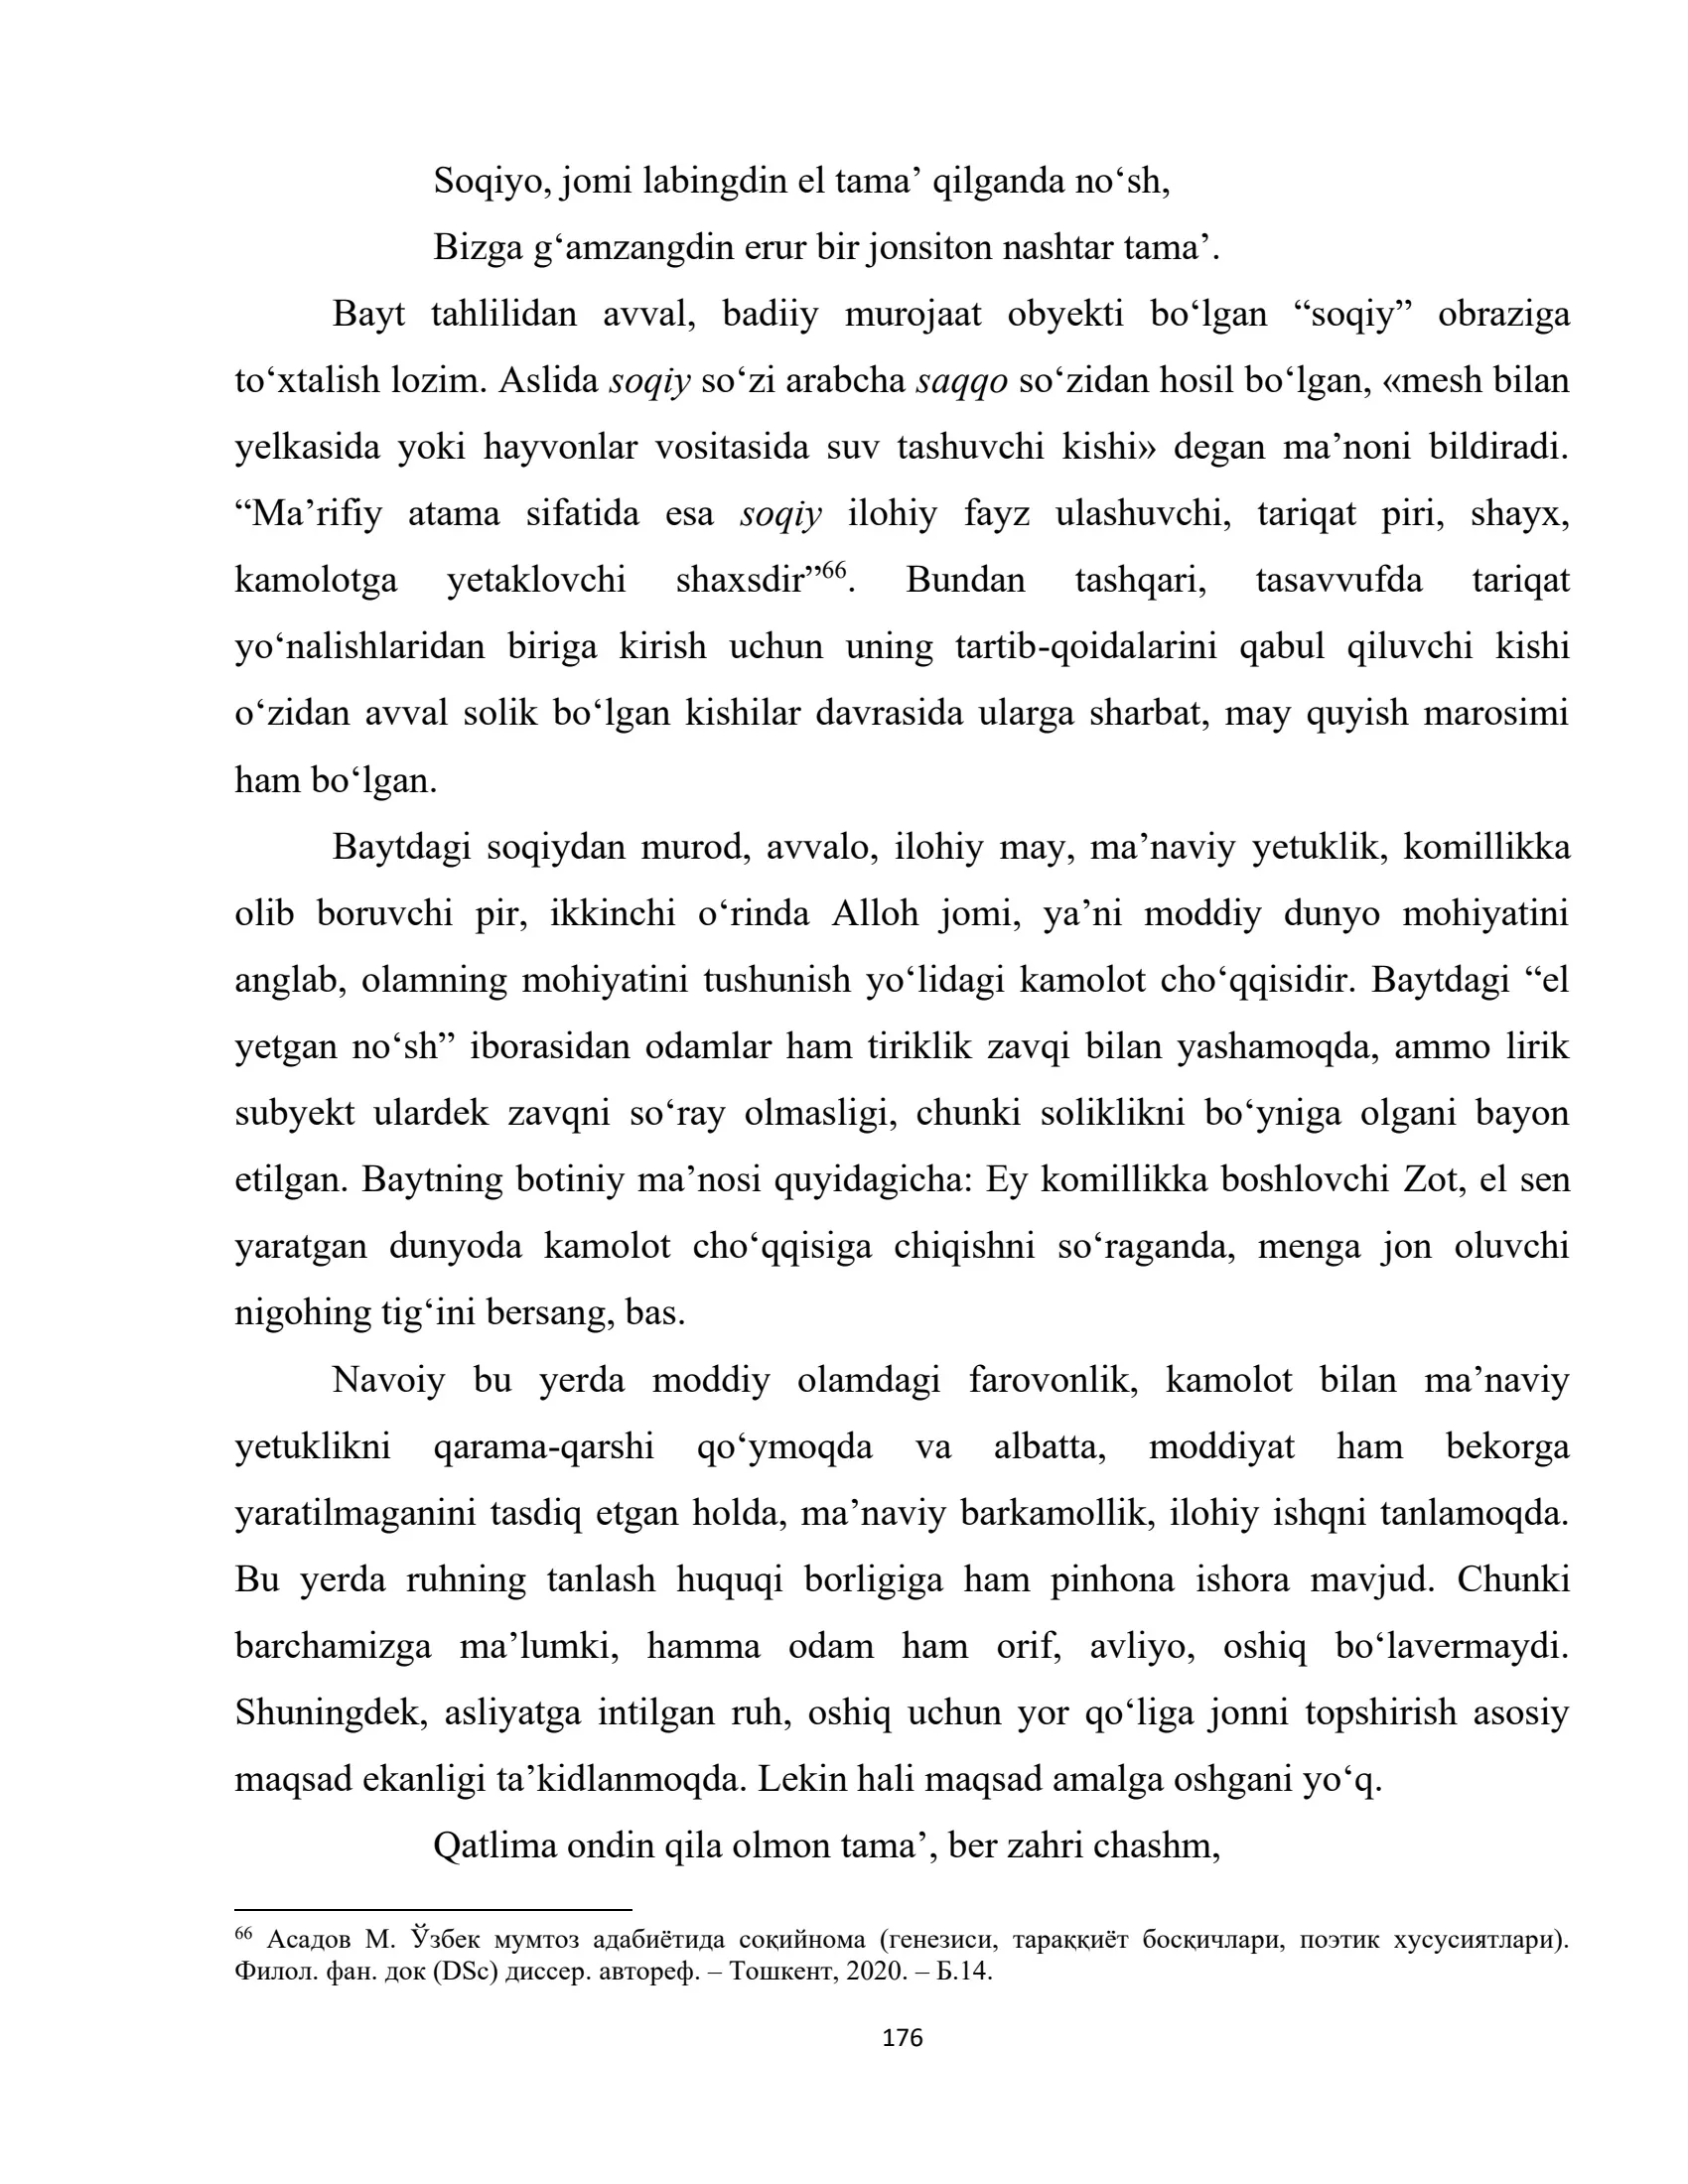 Soqiyo, jomi labingdin el tama’ qilganda no‘sh,
Bizga g‘amzangdin erur bir jonsiton nashtar tama’.
Bayt tahlilidan avval, badiiy murojaat obyekti bo‘lgan “soqiy” obraziga
to‘xtalish lozim. Aslida soqiy so‘zi arabcha saqqo so‘zidan hosil bo‘lgan, «mesh bilan
yelkasida yoki hayvonlar vositasida suv tashuvchi kishi» degan ma’noni bildiradi.
“Ma’rifiy atama sifatida esa soqiy ilohiy fayz ulashuvchi, tariqat piri, shayx,
kamolotga yetaklovchi shaxsdir”66. Bundan tashqari, tasavvufda tariqat
yo‘nalishlaridan biriga kirish uchun uning tartib-qoidalarini qabul qiluvchi kishi
o‘zidan avval solik bo‘lgan kishilar davrasida ularga sharbat, may quyish marosimi
ham bo‘lgan.
Baytdagi soqiydan murod, avvalo, ilohiy may, ma’naviy yetuklik, komillikka
olib boruvchi pir, ikkinchi o‘rinda Alloh jomi, ya’ni moddiy dunyo mohiyatini
anglab, olamning mohiyatini tushunish yo‘lidagi kamolot cho‘qqisidir. Baytdagi “el
yetgan no‘sh” iborasidan odamlar ham tiriklik zavqi bilan yashamoqda, ammo lirik
subyekt ulardek zavqni so‘ray olmasligi, chunki soliklikni bo‘yniga olgani bayon
etilgan. Baytning botiniy ma’nosi quyidagicha: Ey komillikka boshlovchi Zot, el sen
yaratgan dunyoda kamolot cho‘qqisiga chiqishni so‘raganda, menga jon oluvchi
nigohing tig‘ini bersang, bas.
Navoiy bu yerda moddiy olamdagi farovonlik, kamolot bilan ma’naviy
yetuklikni qarama-qarshi qo‘ymoqda va albatta, moddiyat ham bekorga
yaratilmaganini tasdiq etgan holda, ma’naviy barkamollik, ilohiy ishqni tanlamoqda.
Bu yerda ruhning tanlash huquqi borligiga ham pinhona ishora mavjud. Chunki
barchamizga ma’lumki, hamma odam ham orif, avliyo, oshiq bo‘lavermaydi.
Shuningdek, asliyatga intilgan ruh, oshiq uchun yor qo‘liga jonni topshirish asosiy
maqsad ekanligi ta’kidlanmoqda. Lekin hali maqsad amalga oshgani yo‘q.
Qatlima ondin qila olmon tama’, ber zahri chashm,
66 Асадов М. Ўзбек мумтоз адабиётида соқийнома (генезиси, тараққиёт босқичлари, поэтик хусусиятлари).
Филол. фан. док (DSc) диссер. автореф. – Тошкент, 2020. – Б.14.
176